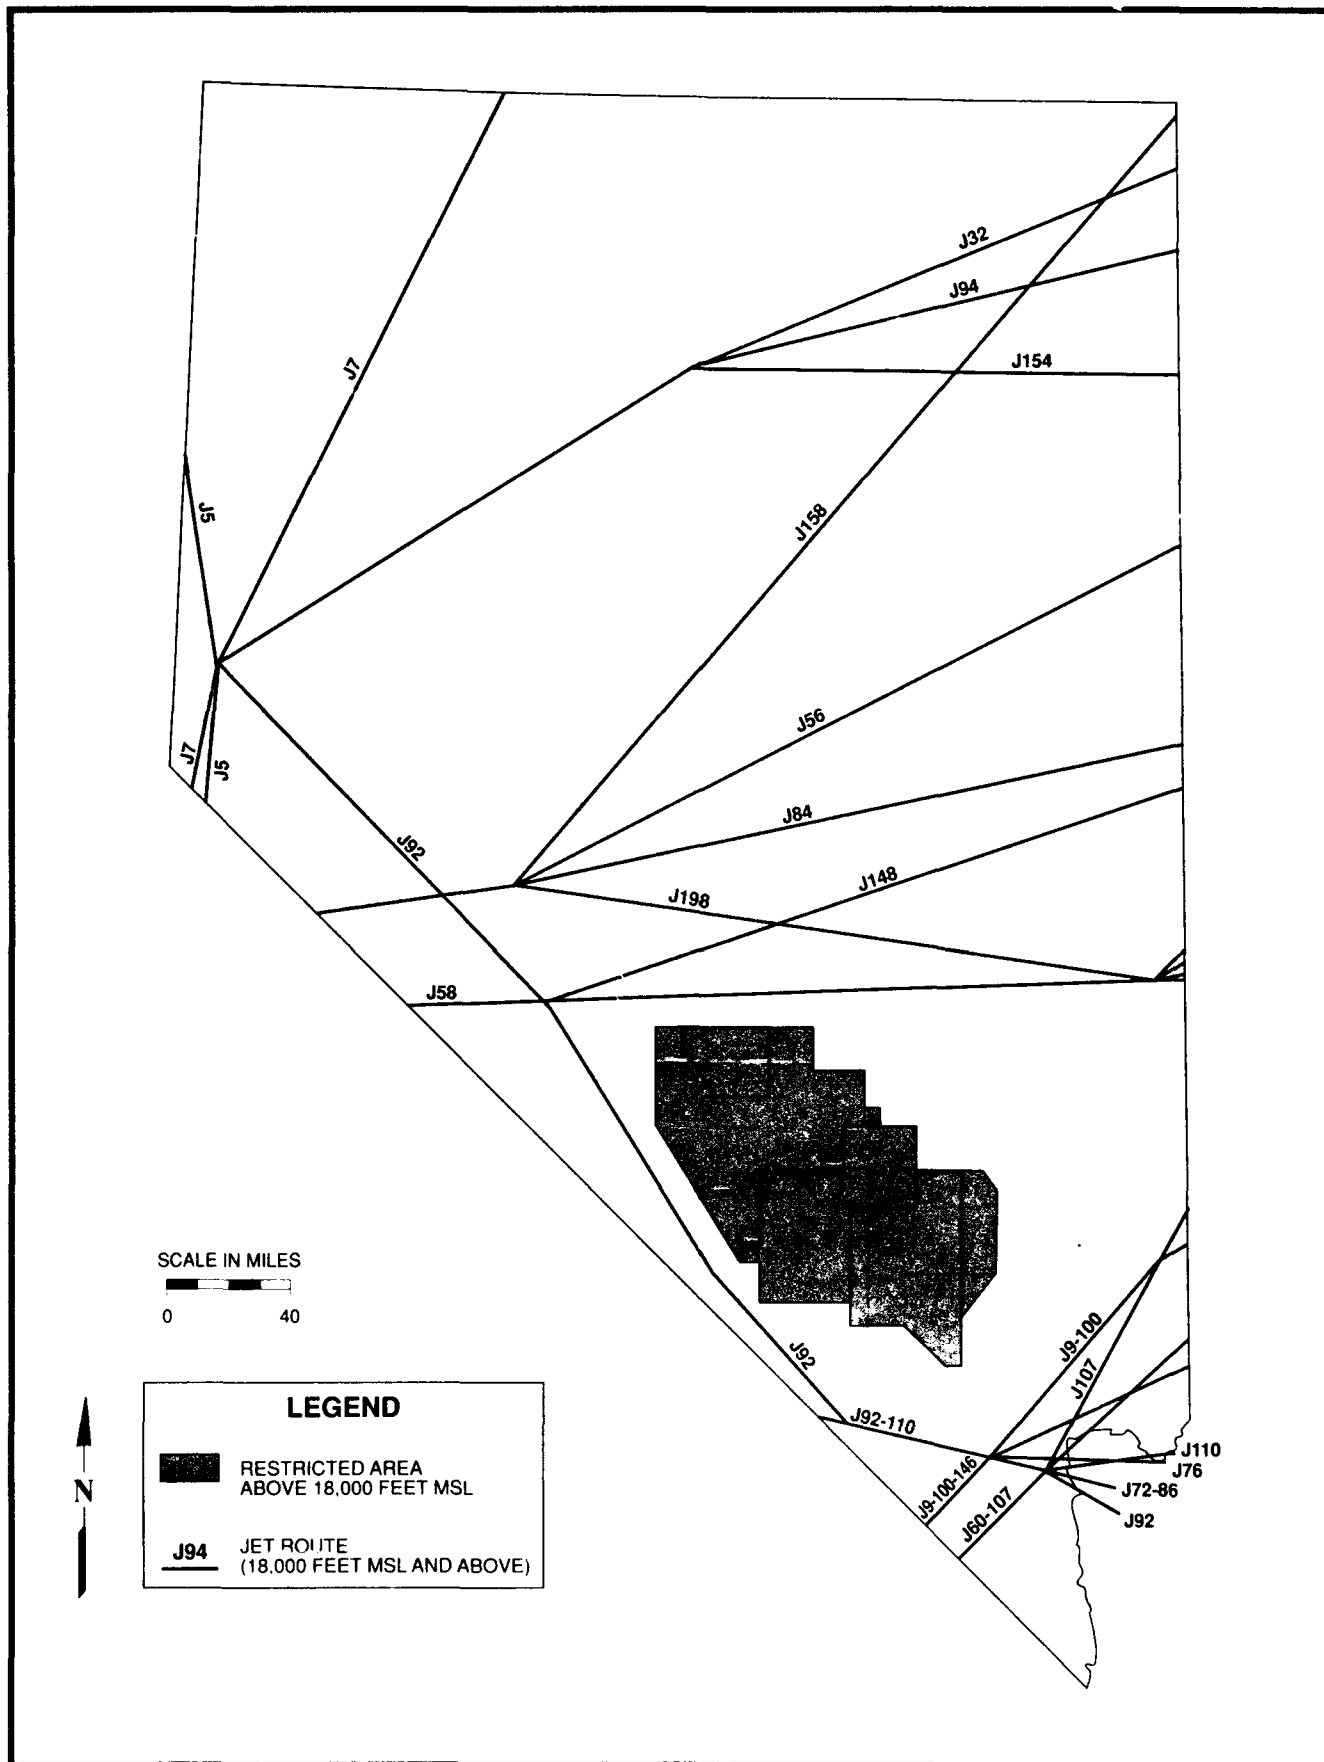 J32
J94
J154
J7
J5
J158
J56
J7
J5
J84
J92
J148
J198
J58
SCALE IN MILES
0 40
J9-100
J107
J92
J92-110
LEGEND
RESTRICTED AREA
ABOVE 18,000 FEET MSL
J94 JET ROUTE
(18,000 FEET MSL AND ABOVE)
N
J9-100-146
J60-107
J110
J76
J72-86
J92